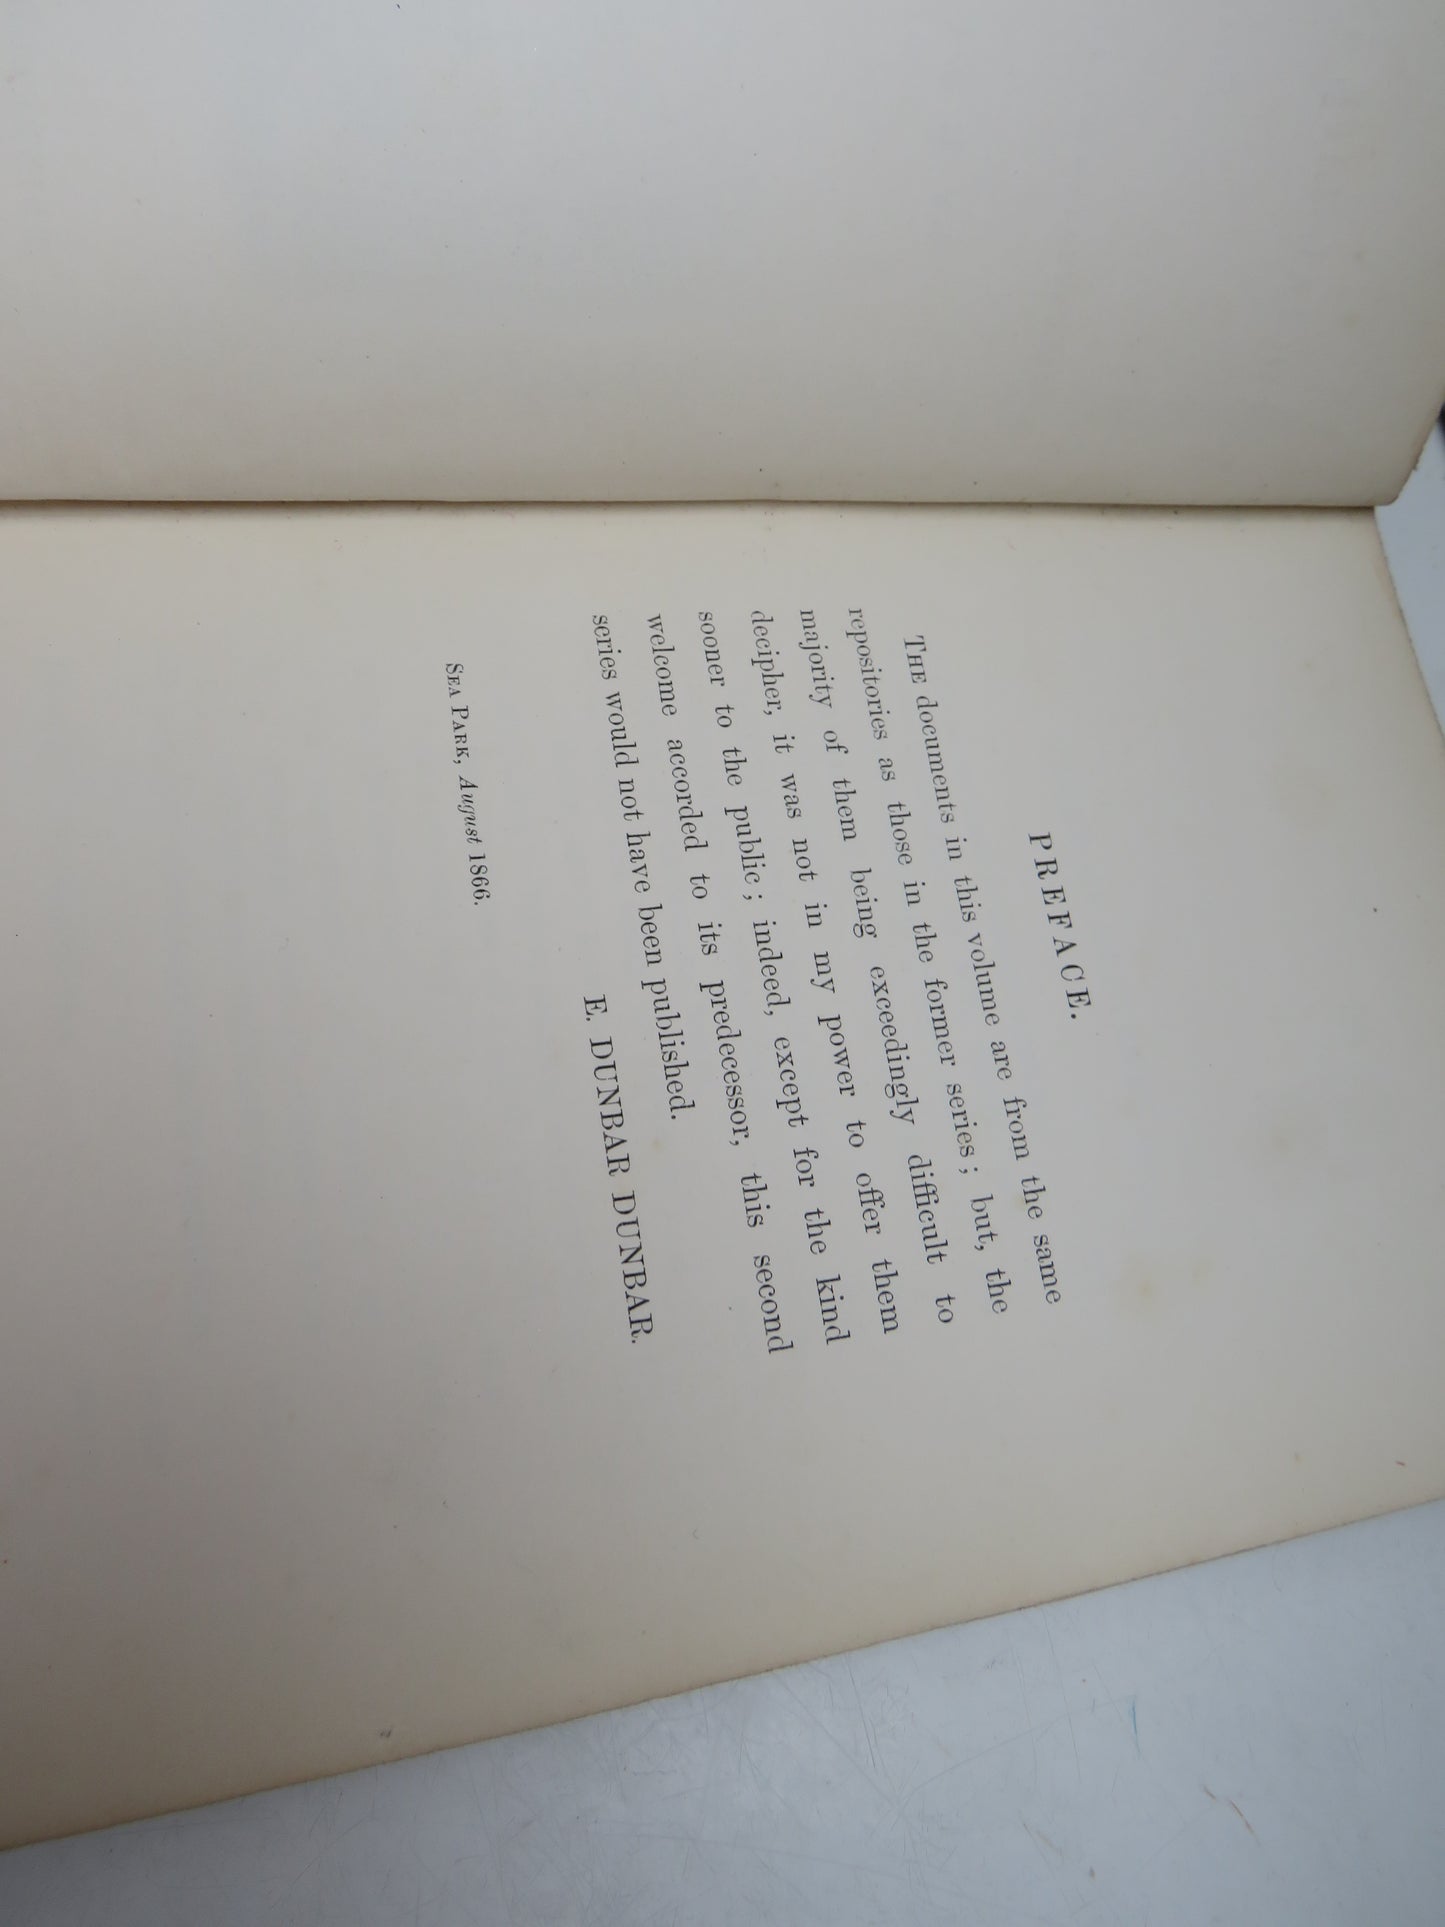 PREFACE.
THE documents in this volume are from the same
repositories as those in the former series; but, the
majority of them being exceedingly difficult to
decipher, it was not in my power to offer them
sooner to the public; indeed, except for the kind
welcome accorded to its predecessor, this second
series would not have been published.
E. DUNBAR DUNBAR.
SEA PARK, August 1866.